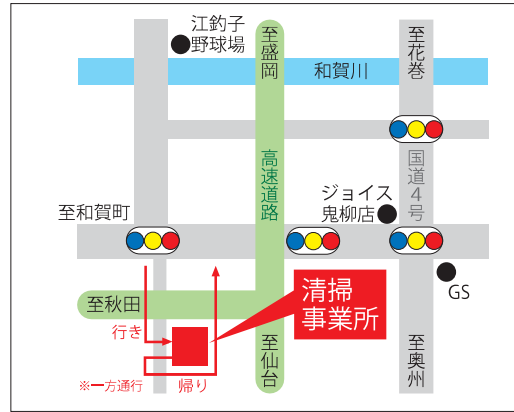 江釣子
野球場
至盛岡
至花巻
和賀川
高速道路
国道4号
ジョイス
鬼柳店
至和賀町
GS
清掃
事業所
至秋田
行き
至仙台
至奥州
※一方通行
帰り